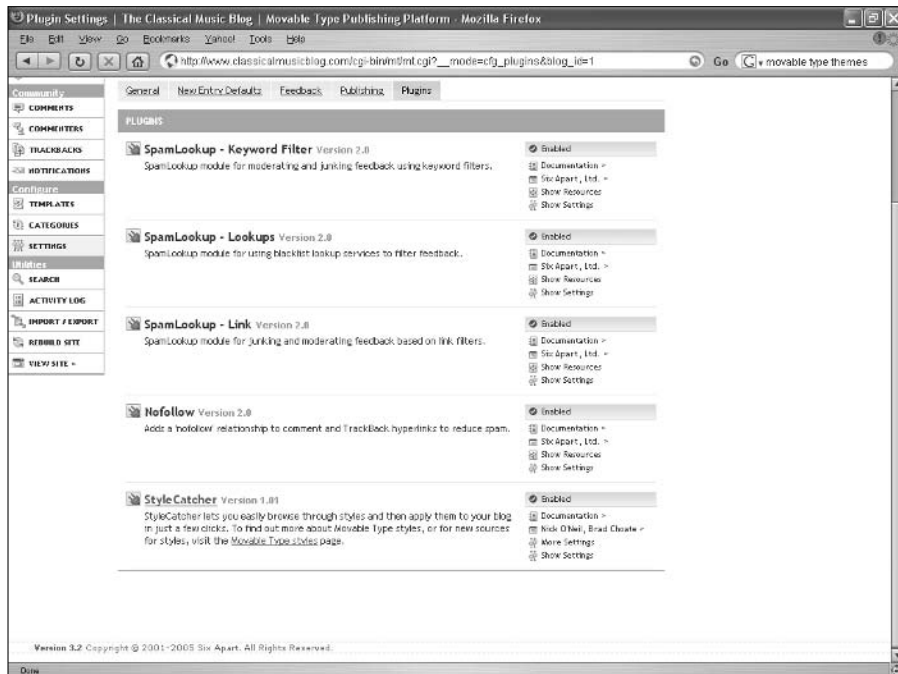 Plugin Settings | The Classical Music Blog | Movable Type Publishing Platform - Mozilla Firefox
File Edit View Go Bookmarks Yahoo! Tools Help
http://www.classicalmusicblog.com/cgi-bin/mt/mt.cgi?__mode=cfg_plugins&blog_id=1 Go movable type themes
Community
COMMENTS
COMMENTERS
TRACKBACKS
NOTIFICATIONS
Configure
TEMPLATES
CATEGORIES
SETTINGS
Utilities
SEARCH
ACTIVITY LOG
IMPORT / EXPORT
REBUILD SITE
VIEW SITE »
General New Entry Defaults Feedback Publishing Plugins
PLUGINS
SpamLookup - Keyword Filter Version 2.0
SpamLookup module for moderating and junking feedback using keyword filters.
Enabled
Documentation »
Six Apart, Ltd. »
Show Resources
Show Settings
SpamLookup - Lookups Version 2.0
SpamLookup module for using blacklist lookup services to filter feedback.
Enabled
Documentation »
Six Apart, Ltd. »
Show Resources
Show Settings
SpamLookup - Link Version 2.0
SpamLookup module for junking and moderating feedback based on link filters.
Enabled
Documentation »
Six Apart, Ltd. »
Show Resources
Show Settings
Nofollow Version 2.0
Adds a 'nofollow' relationship to comment and TrackBack hyperlinks to reduce spam.
Enabled
Documentation »
Six Apart, Ltd. »
Show Resources
Show Settings
StyleCatcher Version 1.01
StyleCatcher lets you easily browse through styles and then apply them to your blog
in just a few clicks. To find out more about Movable Type styles, or for new sources
for styles, visit the Movable Type styles page.
Enabled
Documentation »
Nick O'Neil, Brad Choate »
More Settings
Show Settings
Version 3.2 Copyright © 2001-2005 Six Apart. All Rights Reserved.
Done